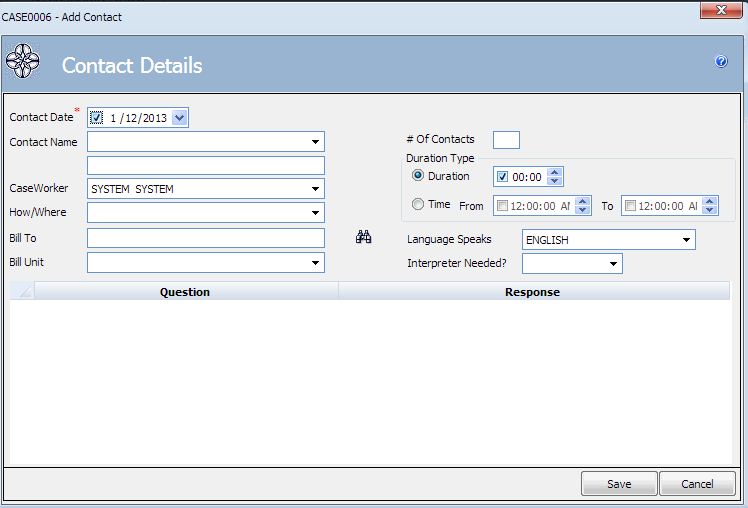 CASE0006 - Add Contact
Contact Details
Contact Date * 1 /12/2013
Contact Name
# Of Contacts
Duration Type
Duration 00:00
CaseWorker SYSTEM SYSTEM
How/Where
Time From 12:00:00 AM To 12:00:00 AM
Bill To
Language Speaks ENGLISH
Bill Unit
Interpreter Needed?
Question Response
Save Cancel